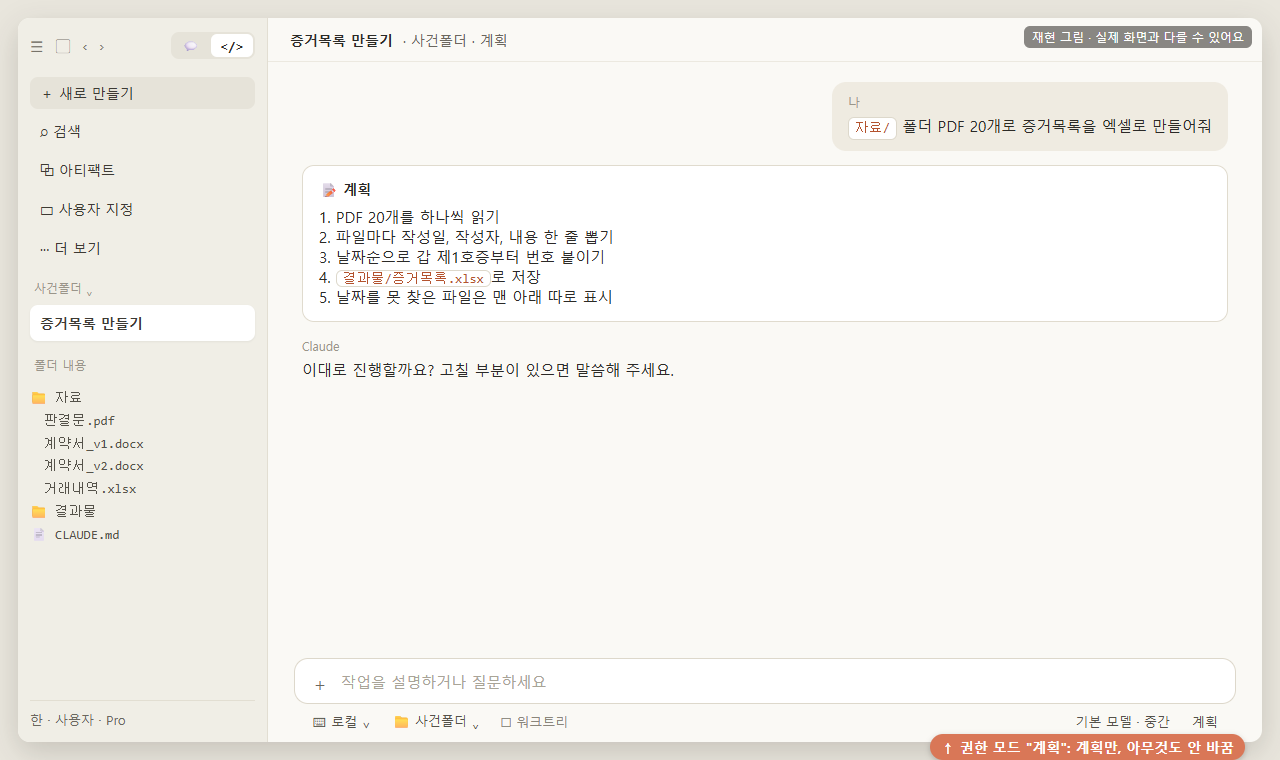 </>
+ 새로 만들기
검색
아티팩트
사용자 지정
··· 더 보기
사건폴더
증거목록 만들기
폴더 내용
자료
판결문.pdf
계약서_v1.docx
계약서_v2.docx
거래내역.xlsx
결과물
CLAUDE.md
한 · 사용자 · Pro
증거목록 만들기 · 사건폴더 · 계획
재현 그림 · 실제 화면과 다를 수 있어요
나
자료/ 폴더 PDF 20개로 증거목록을 엑셀로 만들어줘
계획
1. PDF 20개를 하나씩 읽기
2. 파일마다 작성일, 작성자, 내용 한 줄 뽑기
3. 날짜순으로 갑 제1호증부터 번호 붙이기
4. 결과물/증거목록.xlsx로 저장
5. 날짜를 못 찾은 파일은 맨 아래 따로 표시
Claude
이대로 진행할까요? 고칠 부분이 있으면 말씀해 주세요.
+ 작업을 설명하거나 질문하세요
로컬 사건폴더 워크트리 기본 모델 · 중간 계획
↑ 권한 모드 "계획": 계획만, 아무것도 안 바꿈